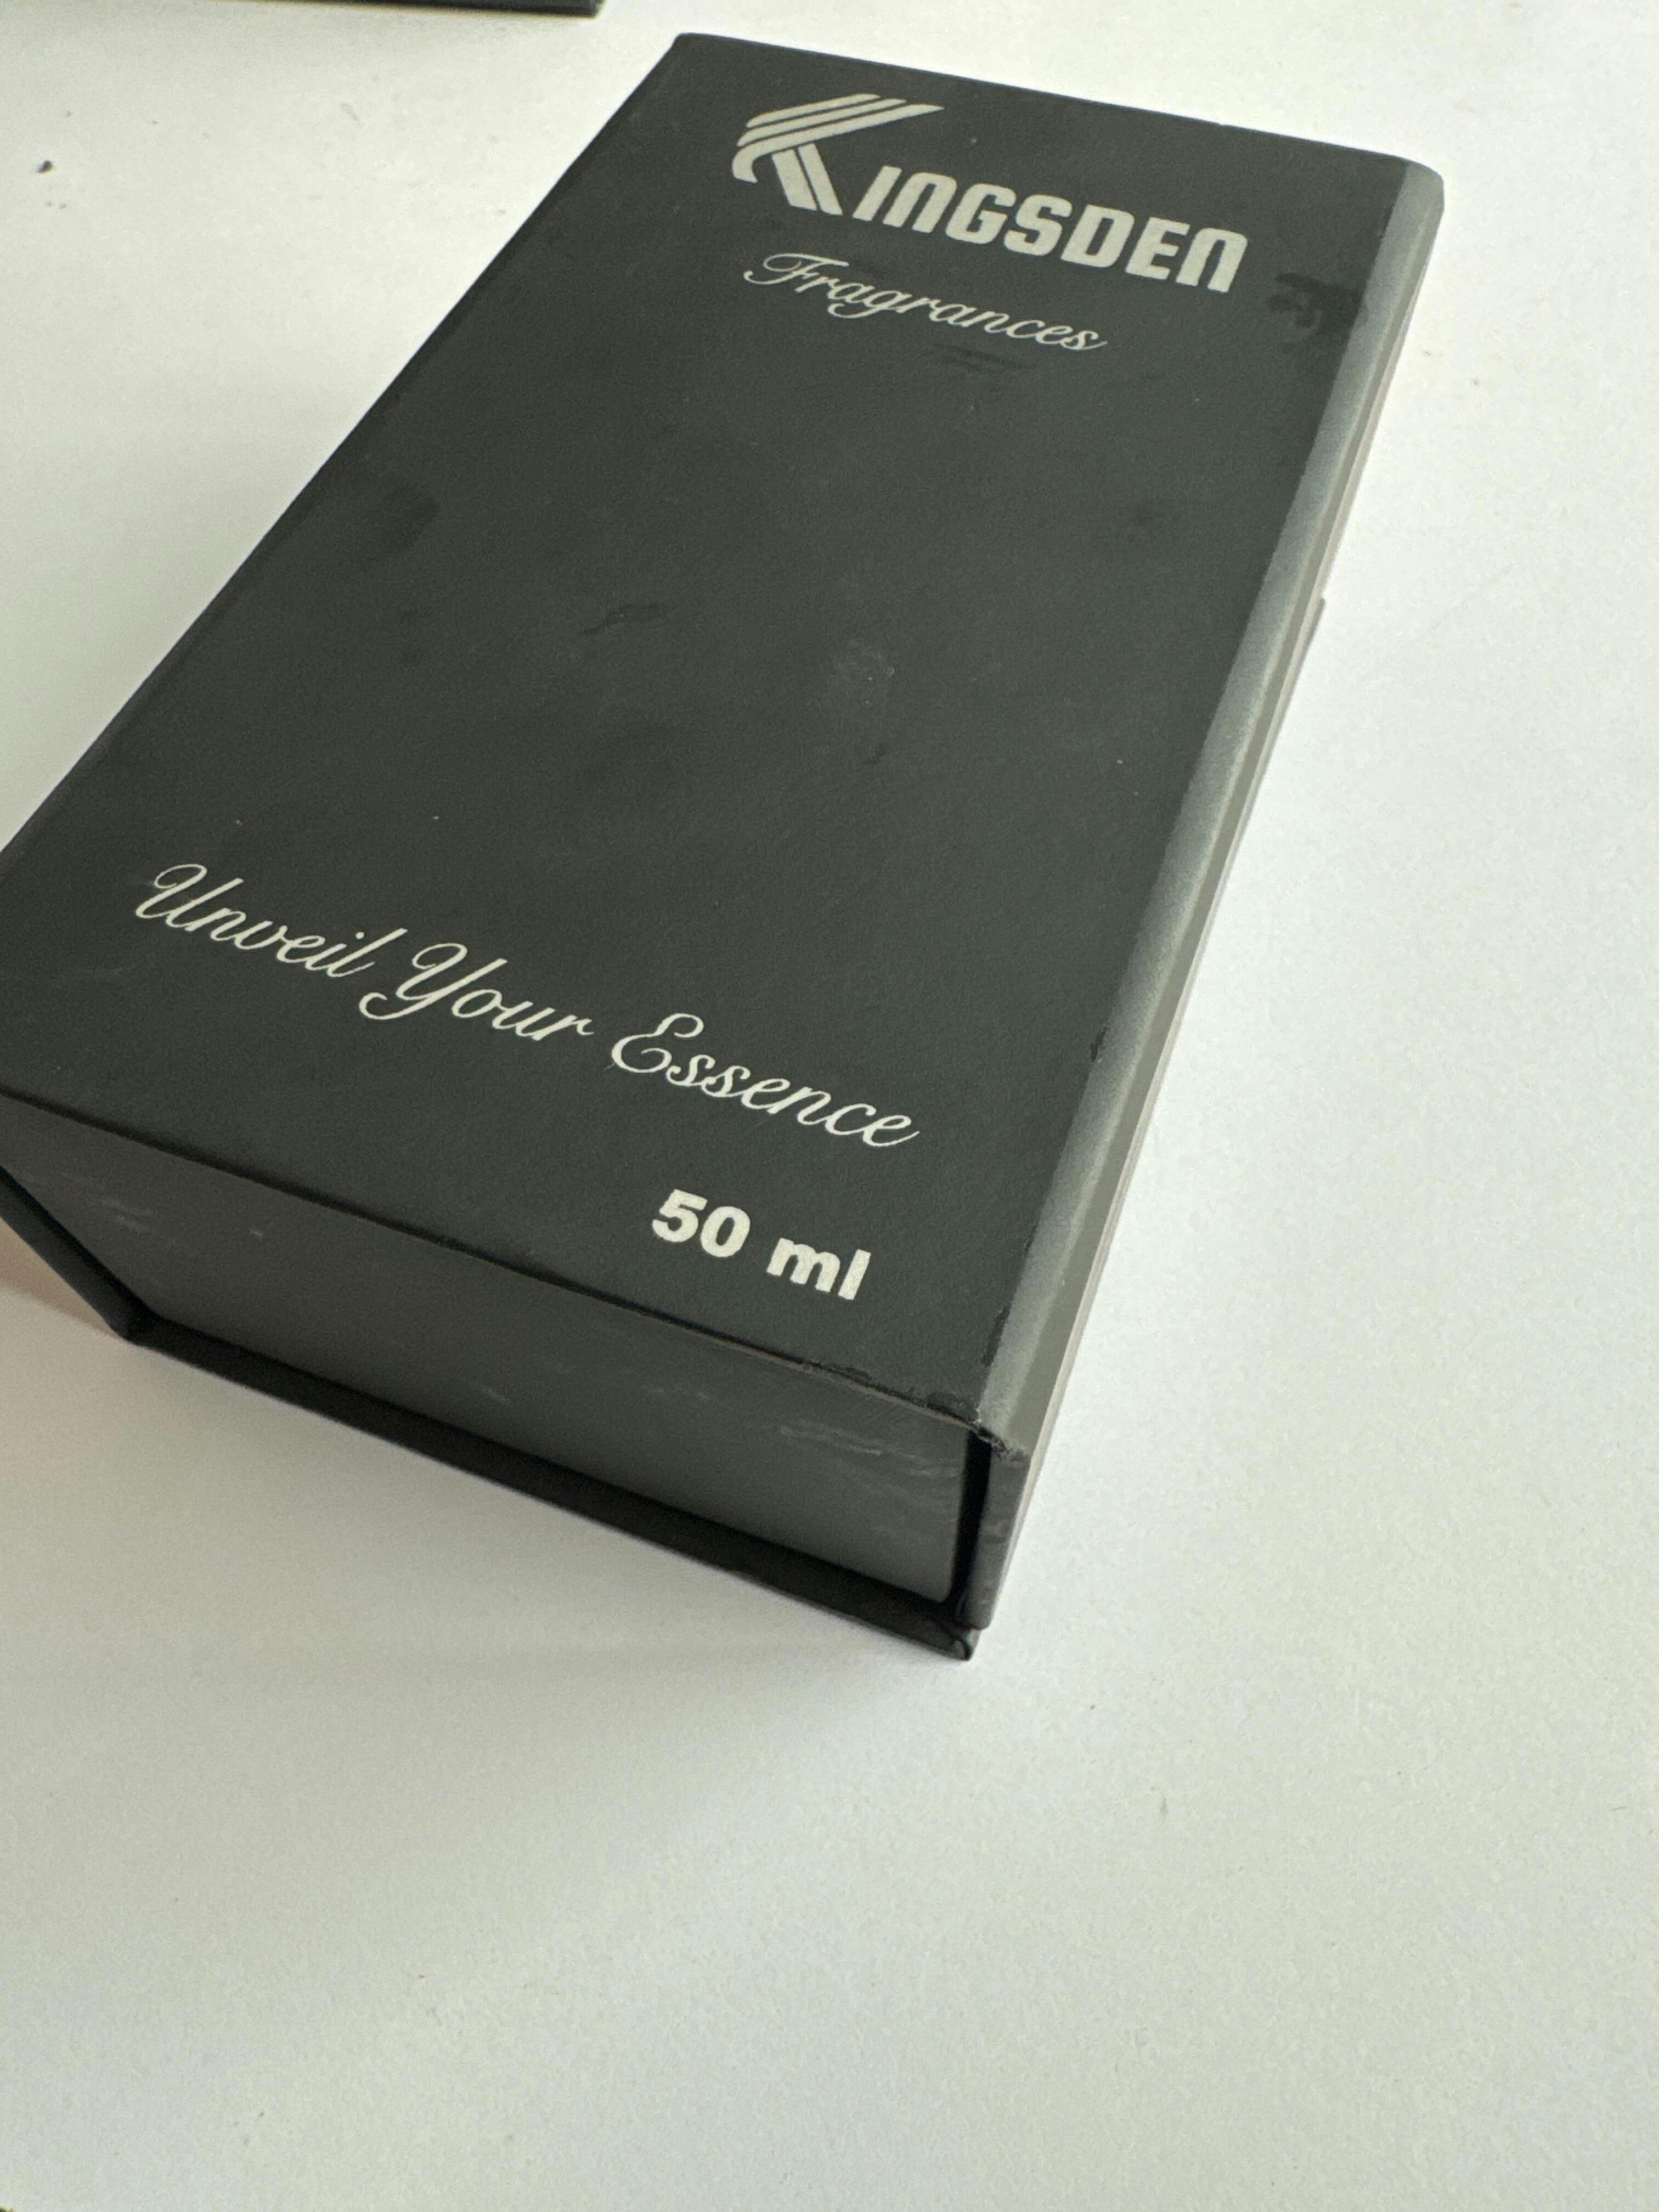 KINGSDEN
Fragrances
Unveil Your Essence
50 ml